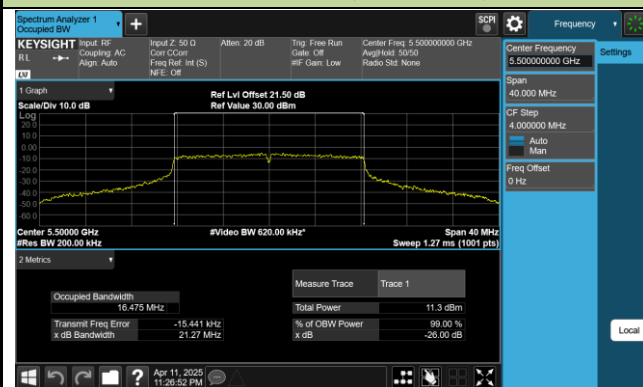 Spectrum Analyzer 1
Occupied BW
SCPI
Frequency
KEYSIGHT
Input: RF
Coupling: AC
Align: Auto
Input Z: 50 Ω
Corr CCorr
Freq Ref: Int (S)
NFE: Off
Atten: 20 dB
Trig: Free Run
Gate: Off
#IF Gain: Low
Center Freq: 5.500000000 GHz
Avg|Hold: 50/50
Radio Std: None
RL
LXI
Center Frequency
5.500000000 GHz
Settings
Span
40.000 MHz
CF Step
4.000000 MHz
Auto
Man
Freq Offset
0 Hz
1 Graph
Scale/Div 10.0 dB
Ref Lvl Offset 21.50 dB
Ref Value 30.00 dBm
Log
20.0
10.0
0.00
-10.0
-20.0
-30.0
-40.0
-50.0
-60.0
Center 5.50000 GHz
#Res BW 200.00 kHz
#Video BW 620.00 kHz*
Span 40 MHz
Sweep 1.27 ms (1001 pts)
2 Metrics
Measure Trace
Trace 1
Occupied Bandwidth
16.475 MHz
Total Power
11.3 dBm
Transmit Freq Error
-15.441 kHz
% of OBW Power
99.00 %
x dB Bandwidth
21.27 MHz
x dB
-26.00 dB
Local
Apr 11, 2025
11:26:52 PM